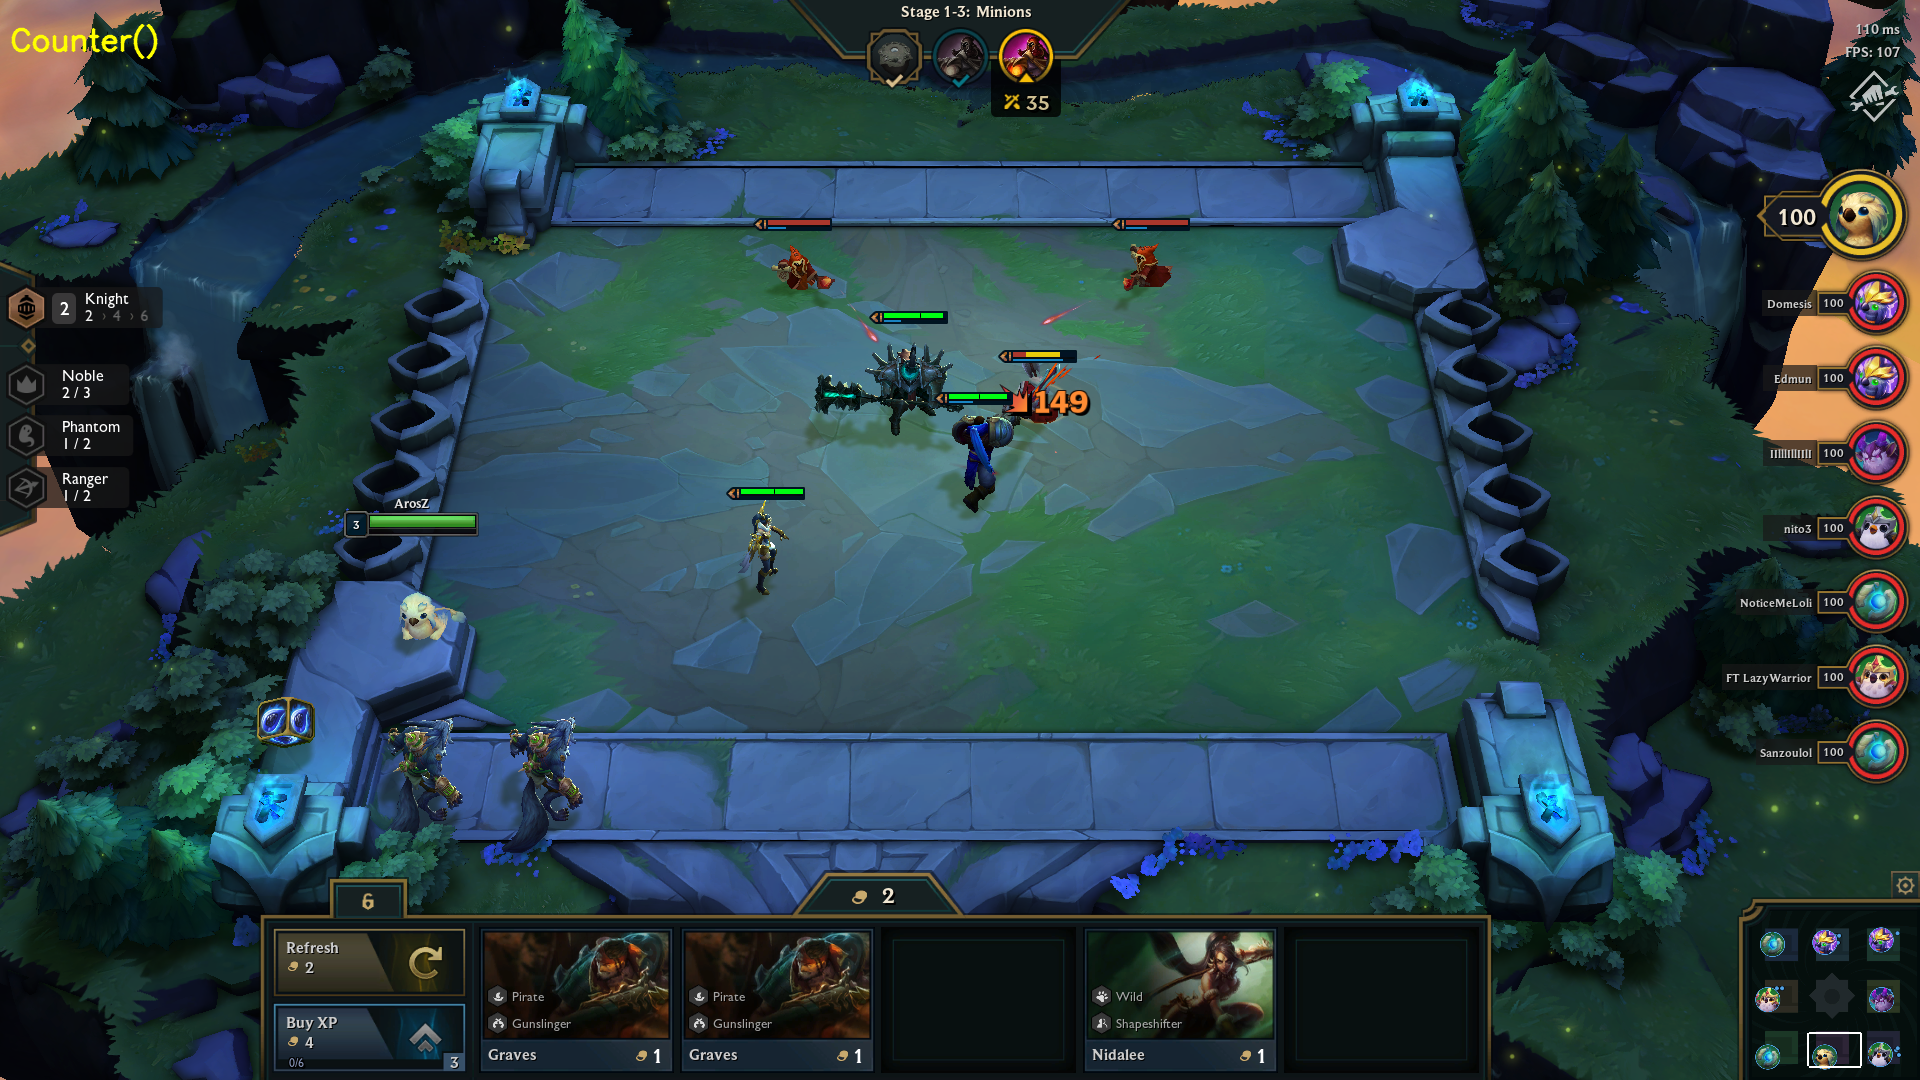 Counter()
Stage 1-3: Minions
35
110 ms
FPS: 107
100
Domesis 100
Edmun 100
IIIIIIIIIIII 100
nito3 100
NoticeMeLoli 100
FT LazyWarrior 100
Sanzoulol 100
2
Knight
2 › 4 › 6
Noble
2 / 3
Phantom
1 / 2
Ranger
1 / 2
ArosZ
3
149
6
2
Refresh
2
Buy XP
4
0/6
3
Pirate
Gunslinger
Graves 1
Pirate
Gunslinger
Graves 1
Wild
Shapeshifter
Nidalee 1